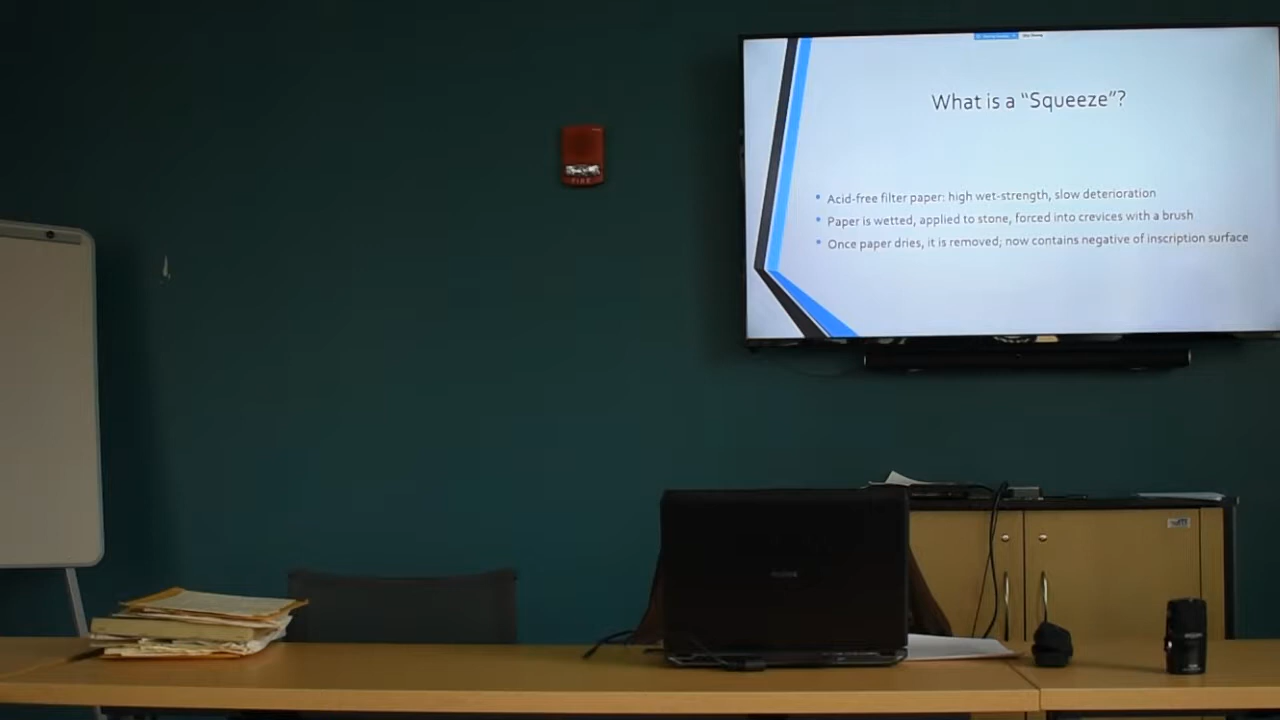 What is a “Squeeze”?
Acid-free filter paper: high wet-strength, slow deterioration
Paper is wetted, applied to stone, forced into crevices with a brush
Once paper dries, it is removed; now contains negative of inscription surface
FIRE